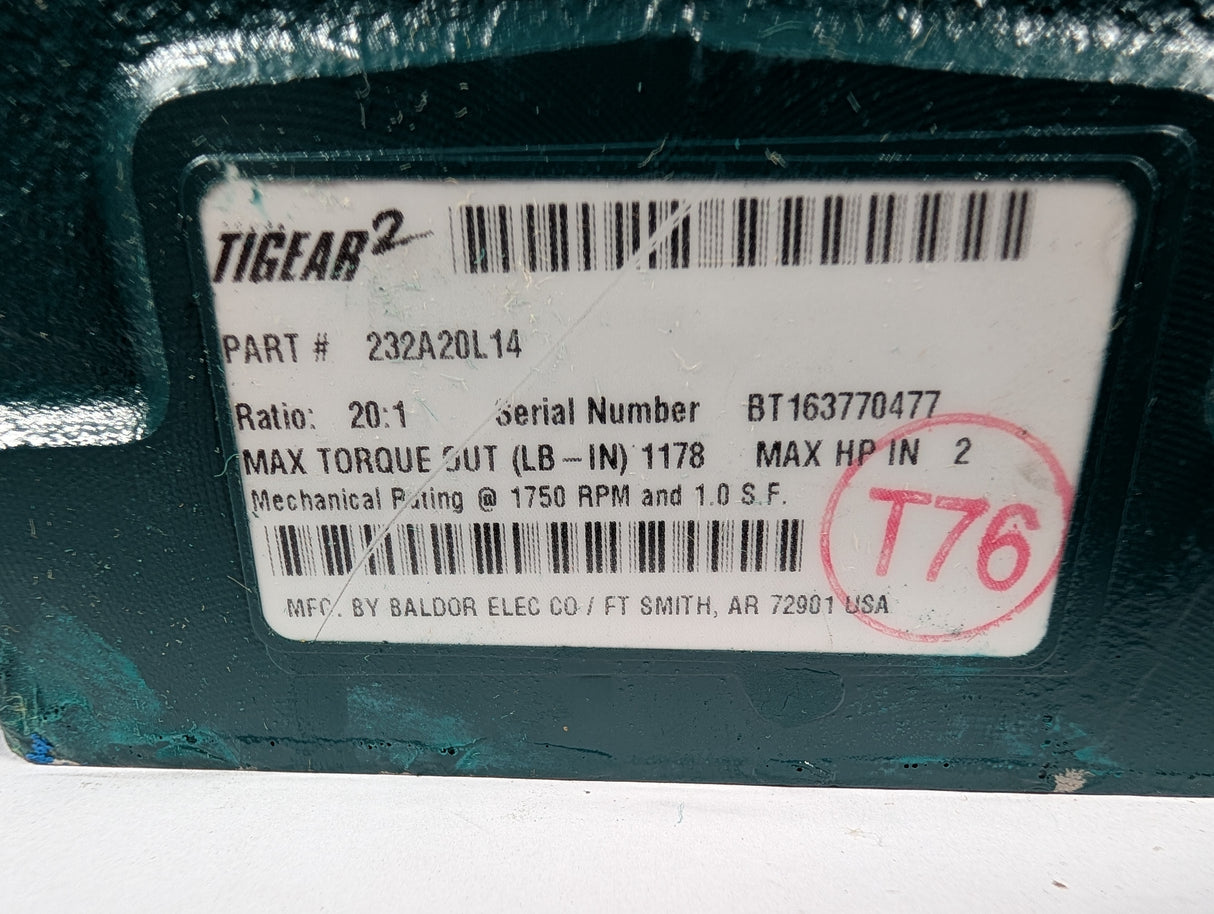 TIGEAR2
PART # 232A20L14
Ratio: 20:1 Serial Number BT163770477
MAX TORQUE OUT (LB-IN) 1178 MAX HP IN 2
Mechanical Rating @ 1750 RPM and 1.0 S.F.
T76
MFG. BY BALDOR ELEC CO / FT SMITH, AR 72901 USA